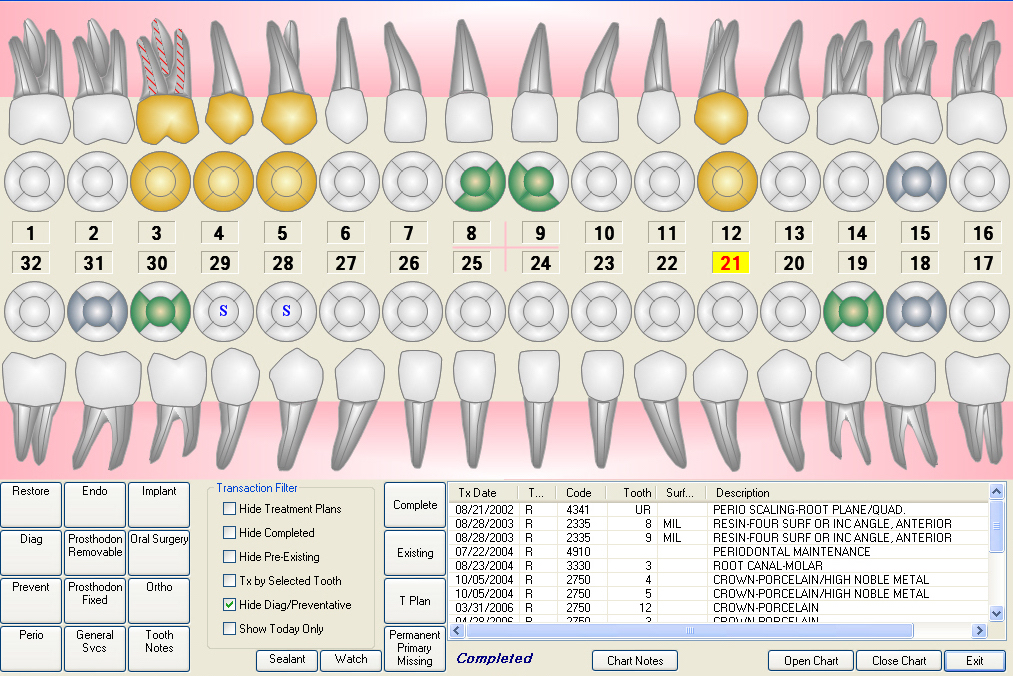 1 2 3 4 5 6 7 8 9 10 11 12 13 14 15 16
32 31 30 29 28 27 26 25 24 23 22 21 20 19 18 17
S S
Restore Endo Implant
Diag Prosthodon Removable Oral Surgery
Prevent Prosthodon Fixed Ortho
Perio General Svcs Tooth Notes
Transaction Filter
Hide Treatment Plans
Hide Completed
Hide Pre-Existing
Tx by Selected Tooth
Hide Diag/Preventative
Show Today Only
Sealant Watch
Complete
Existing
T Plan
Permanent
Primary
Missing
Tx Date T... Code Tooth Surf... Description
08/21/2002 R 4341 UR PERIO SCALING-ROOT PLANE/QUAD.
08/28/2003 R 2335 8 MIL RESIN-FOUR SURF OR INC ANGLE, ANTERIOR
08/28/2003 R 2335 9 MIL RESIN-FOUR SURF OR INC ANGLE, ANTERIOR
07/22/2004 R 4910 PERIODONTAL MAINTENANCE
08/23/2004 R 3330 3 ROOT CANAL-MOLAR
10/05/2004 R 2750 4 CROWN-PORCELAIN/HIGH NOBLE METAL
10/05/2004 R 2750 5 CROWN-PORCELAIN/HIGH NOBLE METAL
03/31/2006 R 2750 12 CROWN-PORCELAIN
04/28/2006 R 2750 3 CROWN-PORCELAIN
Completed
Chart Notes Open Chart Close Chart Exit